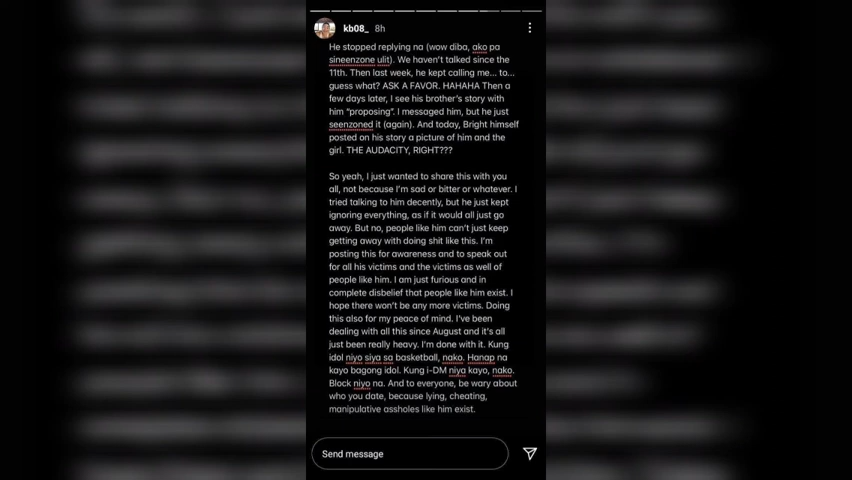 kb08_ 8h
He stopped replying na (wow diba, ako pa
sineenzone ulit). We haven't talked since the
11th. Then last week, he kept calling me... to...
guess what? ASK A FAVOR. HAHAHA Then a
few days later, I see his brother's story with
him "proposing". I messaged him, but he just
seenzoned it (again). And today, Bright himself
posted on his story a picture of him and the
girl. THE AUDACITY, RIGHT???
So yeah, I just wanted to share this with you
all, not because I'm sad or bitter or whatever. I
tried talking to him decently, but he just kept
ignoring everything, as if it would all just go
away. But no, people like him can't just keep
getting away with doing shit like this. I'm
posting this for awareness and to speak out
for all his victims and the victims as well of
people like him. I am just furious and in
complete disbelief that people like him exist. I
hope there won't be any more victims. Doing
this also for my peace of mind. I've been
dealing with all this since August and it's all
just been really heavy. I'm done with it. Kung
idol niyo siya sa basketball, nako. Hanap na
kayo bagong idol. Kung i-DM niya kayo, nako.
Block niyo na. And to everyone, be wary about
who you date, because lying, cheating,
manipulative assholes like him exist.
Send message